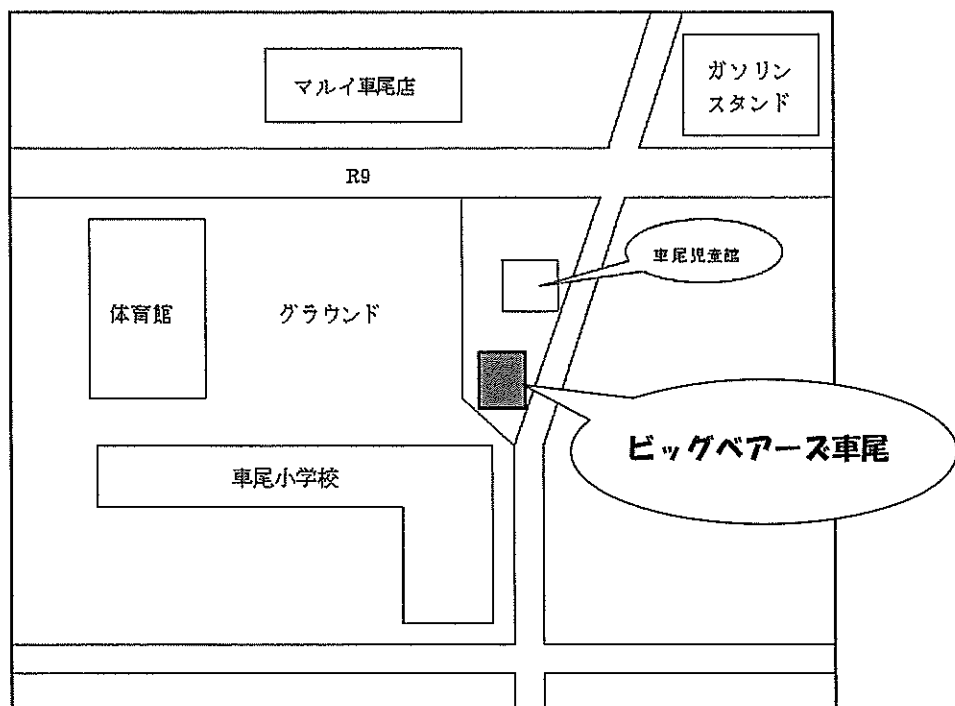 マルイ車尾店
ガソリン
スタンド
R9
車尾児童館
体育館
グラウンド
ビッグベアーズ車尾
車尾小学校